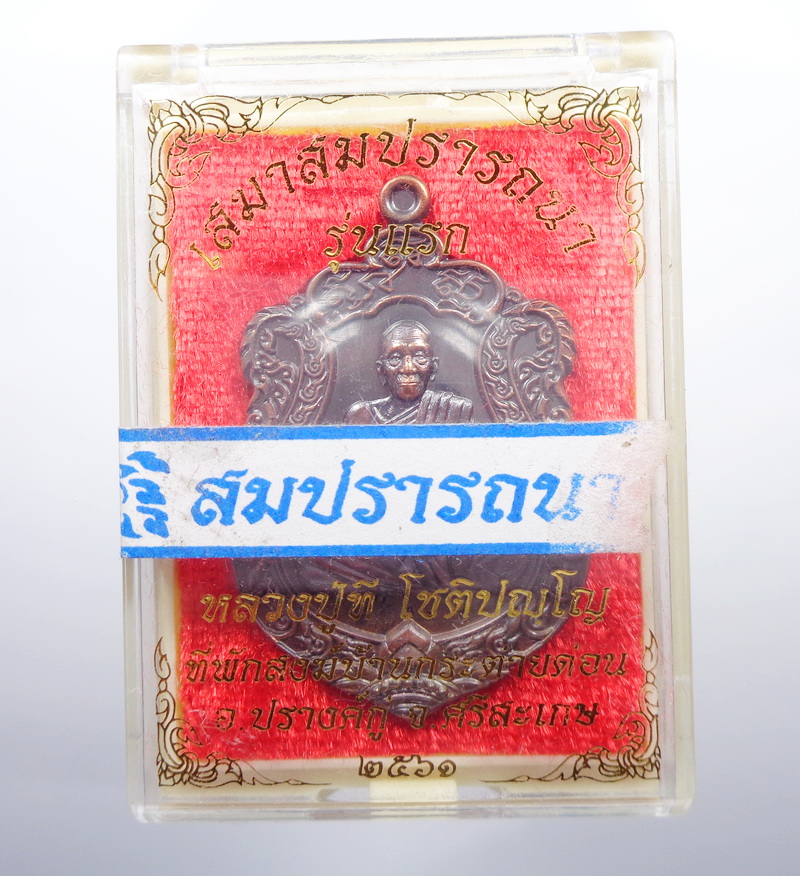 เสมาสมปรารถนา
รุ่นแรก
สมปรารถนา
หลวงปู่ที โชติปญฺโญ
ที่พักสงฆ์บ้านกระต่ายด่อน
อ.ปรางค์กู่ จ.ศรีสะเกษ
๒๕๖๑